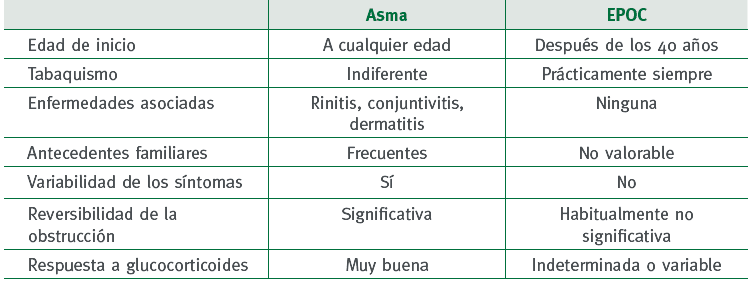 Asma EPOC
Edad de inicio A cualquier edad Después de los 40 años
Tabaquismo Indiferente Prácticamente siempre
Enfermedades asociadas Rinitis, conjuntivitis, Ninguna
dermatitis
Antecedentes familiares Frecuentes No valorable
Variabilidad de los síntomas Sí No
Reversibilidad de la Significativa Habitualmente no
obstrucción significativa
Respuesta a glucocorticoides Muy buena Indeterminada o variable